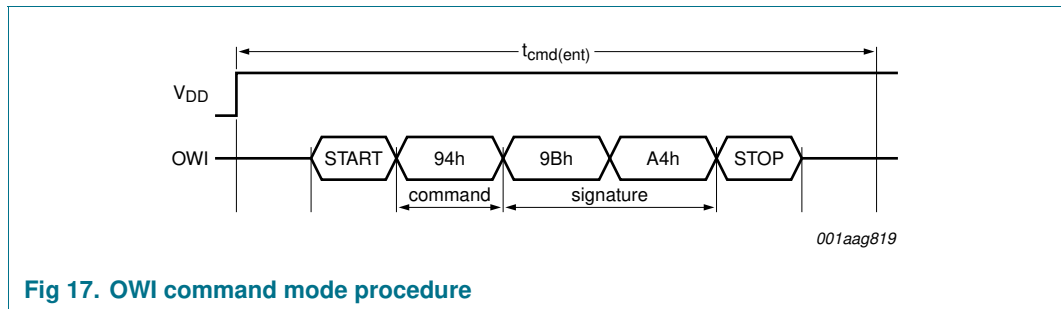 tcmd(ent)
VDD
OWI START 94h 9Bh A4h STOP
command signature
001aag819
Fig 17. OWI command mode procedure